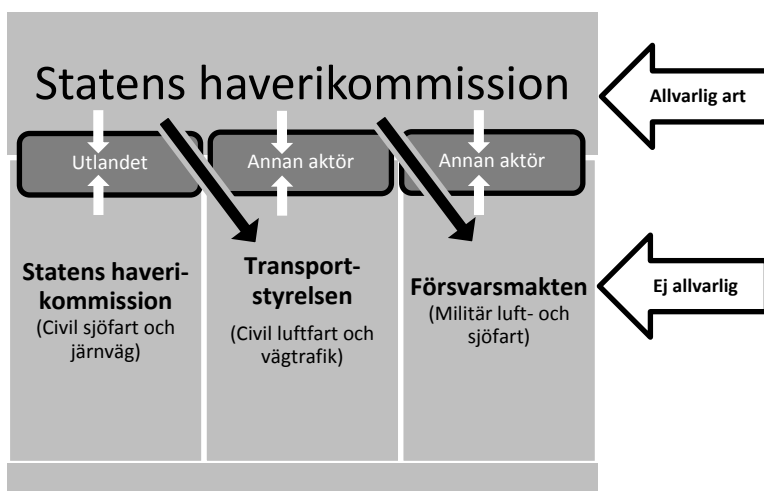 Statens haverikommission
Allvarlig art
Utlandet
Annan aktör
Annan aktör
Statens haveri-
kommission
(Civil sjöfart och
järnväg)
Transport-
styrelsen
(Civil luftfart och
vägtrafik)
Försvarsmakten
(Militär luft- och
sjöfart)
Ej allvarlig